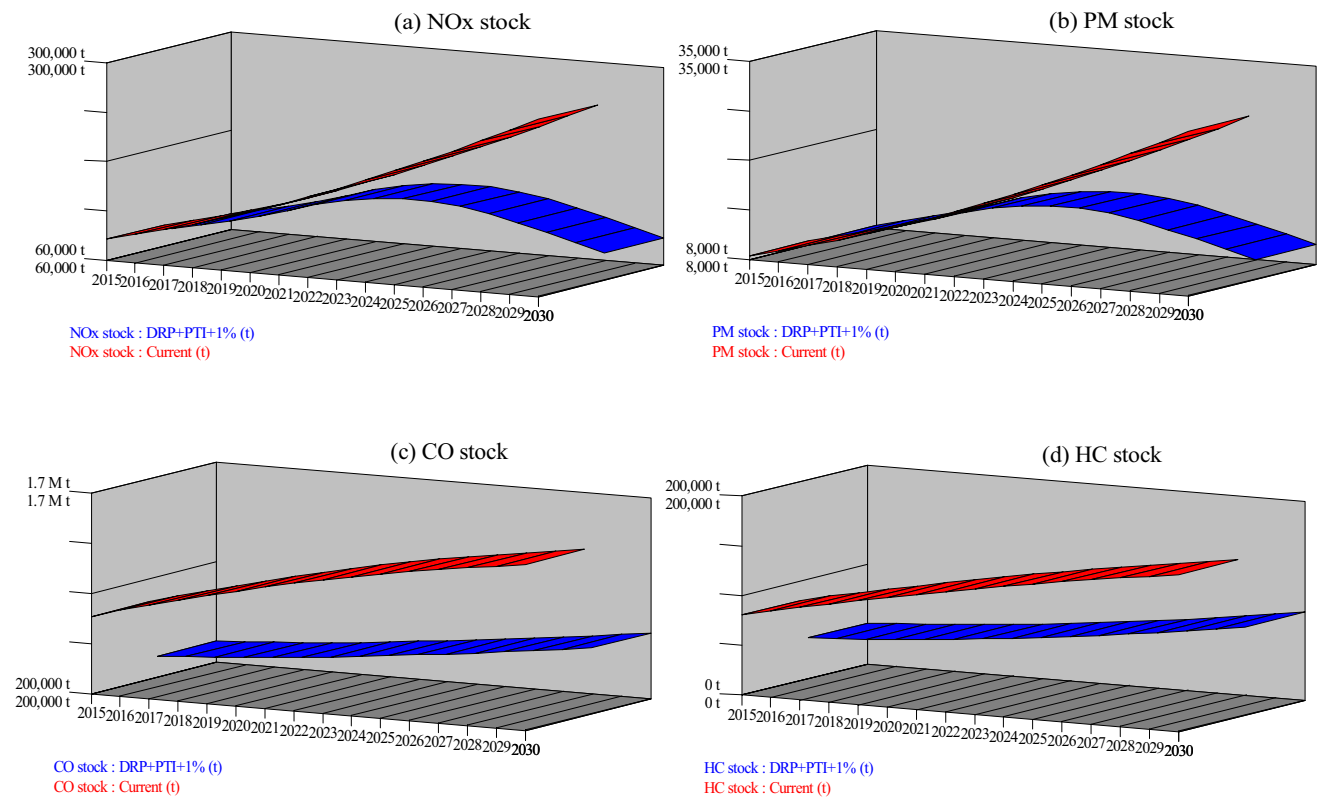 (a) NOx stock
300,000 t
300,000 t
60,000 t
60,000 t
2015 2016 2017 2018 2019 2020 2021 2022 2023 2024 2025 2026 2027 2028 2029 2030
NOx stock : DRP+PTI+1% (t)
NOx stock : Current (t)
(b) PM stock
35,000 t
35,000 t
8,000 t
8,000 t
2015 2016 2017 2018 2019 2020 2021 2022 2023 2024 2025 2026 2027 2028 2029 2030
PM stock : DRP+PTI+1% (t)
PM stock : Current (t)
(c) CO stock
1.7 M t
1.7 M t
200,000 t
200,000 t
2015 2016 2017 2018 2019 2020 2021 2022 2023 2024 2025 2026 2027 2028 2029 2030
CO stock : DRP+PTI+1% (t)
CO stock : Current (t)
(d) HC stock
200,000 t
200,000 t
0 t
0 t
2015 2016 2017 2018 2019 2020 2021 2022 2023 2024 2025 2026 2027 2028 2029 2030
HC stock : DRP+PTI+1% (t)
HC stock : Current (t)